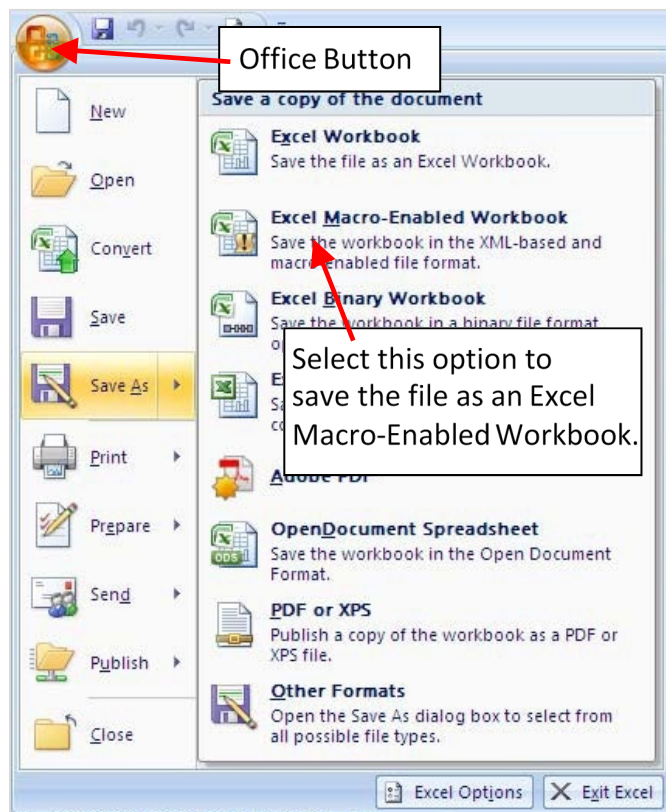 Office Button
New
Open
Convert
Save
Save As
Print
Prepare
Send
Publish
Close
Save a copy of the document
Excel Workbook
Save the file as an Excel Workbook.
Excel Macro-Enabled Workbook
Save the workbook in the XML-based and
macro-enabled file format.
Excel Binary Workbook
Save the workbook in a binary file format
Select this option to
save the file as an Excel
Macro-Enabled Workbook.
Adobe PDF
OpenDocument Spreadsheet
ODS
Save the workbook in the Open Document
Format.
PDF or XPS
Publish a copy of the workbook as a PDF or
XPS file.
Other Formats
Open the Save As dialog box to select from
all possible file types.
Excel Options
Exit Excel